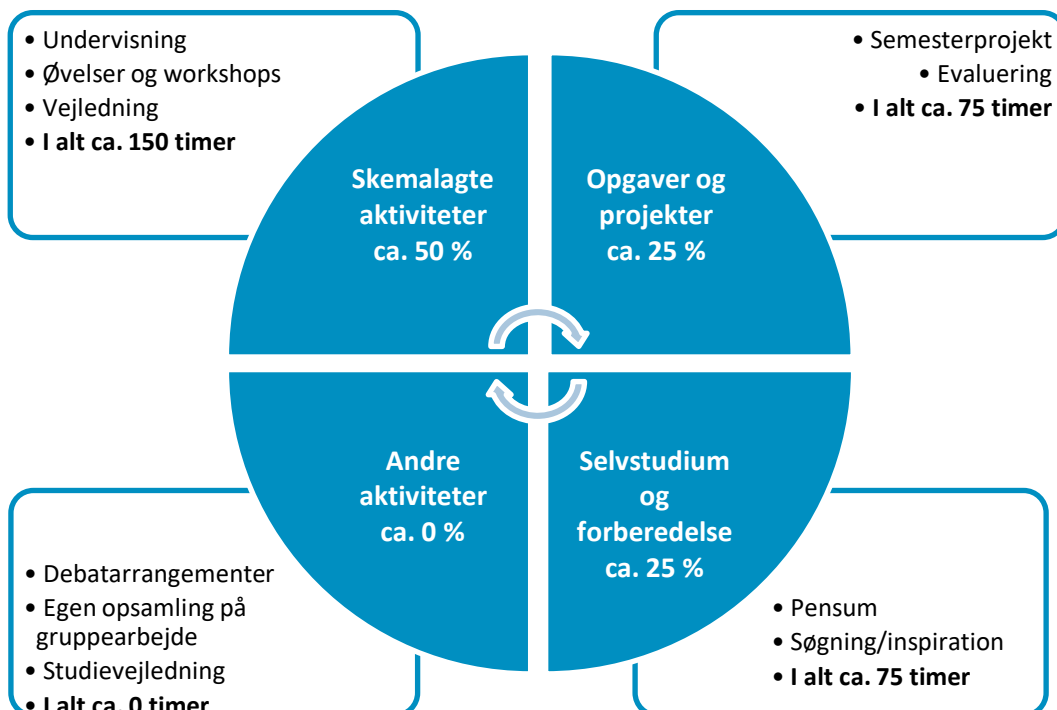 • Undervisning
• Øvelser og workshops
• Vejledning
• I alt ca. 150 timer
• Semesterprojekt
• Evaluering
• I alt ca. 75 timer
Skemalagte
aktiviteter
ca. 50 %
Opgaver og
projekter
ca. 25 %
Andre
aktiviteter
ca. 0 %
Selvstudium
og
forberedelse
ca. 25 %
• Debatarrangementer
• Egen opsamling på
gruppearbejde
• Studievejledning
• I alt ca. 0 timer
• Pensum
• Søgning/inspiration
• I alt ca. 75 timer